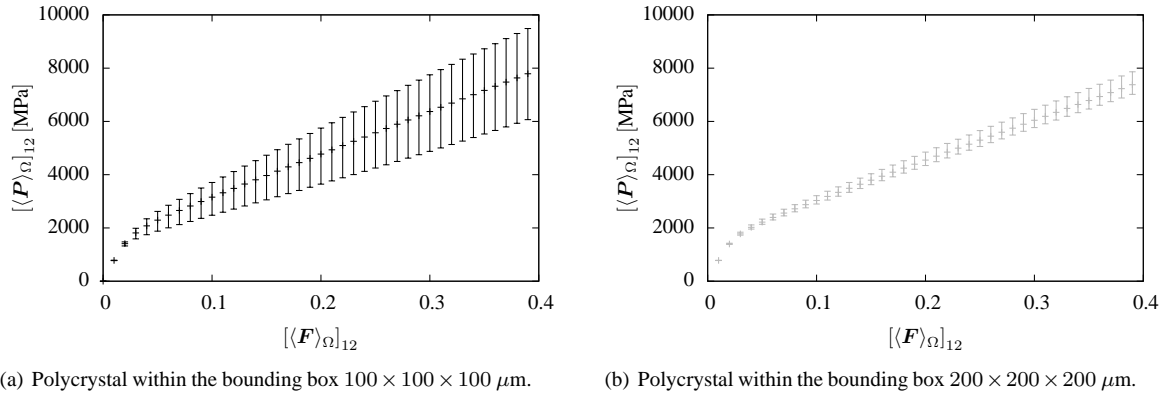 10000
8000
6000
4000
2000
0
[⟨P⟩Ω]12 [MPa]
0 0.1 0.2 0.3 0.4
[⟨F⟩Ω]12
(a) Polycrystal within the bounding box 100 × 100 × 100 μm.
10000
8000
6000
4000
2000
0
[⟨P⟩Ω]12 [MPa]
0 0.1 0.2 0.3 0.4
[⟨F⟩Ω]12
(b) Polycrystal within the bounding box 200 × 200 × 200 μm.